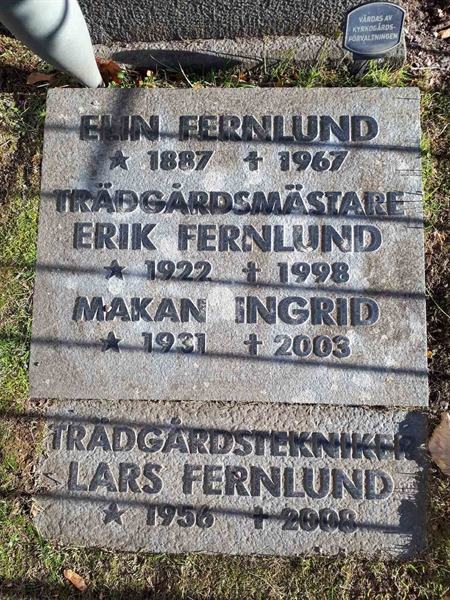 VÅRDAS AV
KYRKOGÅRDS-
FÖRVALTNINGEN
ELIN FERNLUND
★ 1887 ✝ 1967
TRÄDGÅRDSMÄSTARE
ERIK FERNLUND
★ 1922 ✝ 1998
MAKAN INGRID
★ 1931 ✝ 2003
TRÄDGÅRDSTEKNIKER
LARS FERNLUND
★ 1956 ✝ 2008